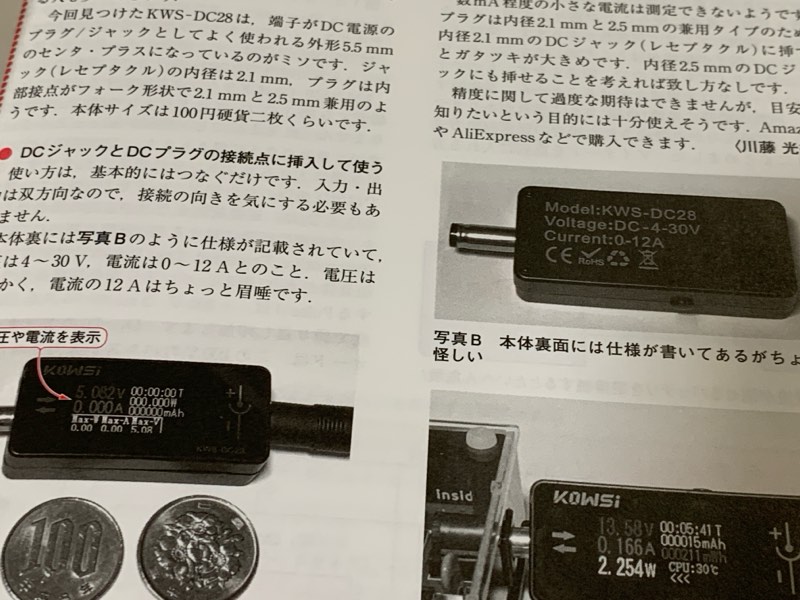 今回見つけたKWS-DC28は，端子がDC電源の
プラグ/ジャックとしてよく使われる外形5.5 mm
のセンタ・プラスになっているのがミソです．ジャ
ック(レセプタクル)の内径は2.1 mm，プラグは内
部接点がフォーク形状で2.1 mmと2.5 mm兼用のよ
うです．本体サイズは100円硬貨二枚くらいです．
● DCジャックとDCプラグの接続点に挿入して使う
使い方は，基本的にはつなぐだけです．入力・出
は双方向なので，接続の向きを気にする必要もあ
ません．
本体裏には写真Bのように仕様が記載されていて，
は4～30 V，電流は0～12 Aとのこと．電圧は
かく，電流の12 Aはちょっと眉唾です．
圧や電流を表示
KOWSi
5.082V 00:00:00T
0.000A 000.000W
000000mAh
Max-W Max-A Max-V
0.00 0.00 5.08
KWS-DC28
100
数mA程度の小さな電流は測定できないようです
プラグは内径2.1 mmと2.5 mmの兼用タイプのため
内径2.1 mmのDCジャック(レセプタクル)に挿す
とガタツキが大きめです．内径2.5 mmのDCジ
ックにも挿せることを考えれば致し方なしです．
精度に関して過度な期待はできませんが，目安
知りたいという目的には十分使えそうです．Amaz
やAliExpressなどで購入できます．〈川藤 光
Model:KWS-DC28
Voltage:DC-4-30V
Current:0-12A
CE RoHS
写真B 本体裏面には仕様が書いてあるがちょ
怪しい
insid
KOWSi
13.58V 00:05:41T
0.166A 000015mAh
000211mWh
2.254W CPU:30℃
<<<